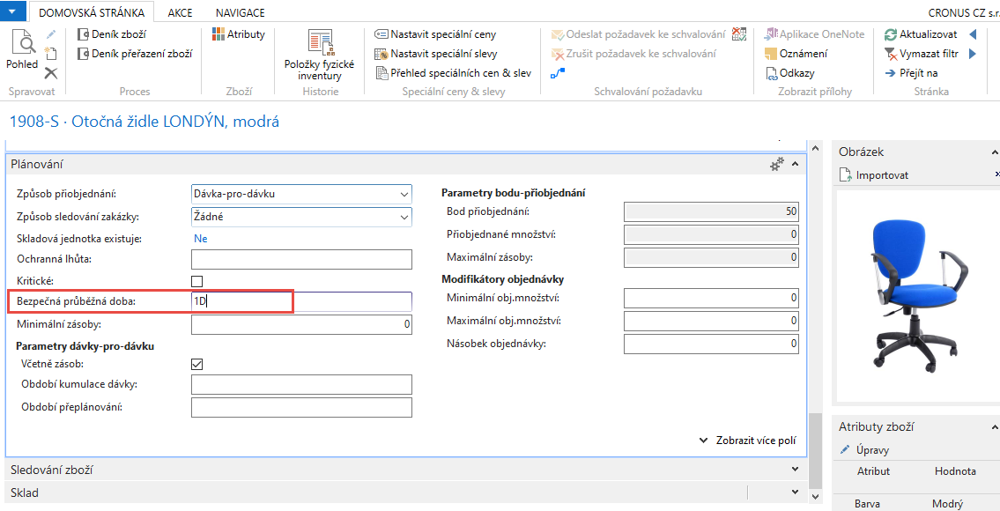 DOMOVSKÁ STRÁNKA AKCE NAVIGACE CRONUS CZ s.r.
Pohled
Spravovat
Deník zboží
Deník přeřazení zboží
Proces
Atributy
Zboží
Položky fyzické
inventury
Historie
Nastavit speciální ceny
Nastavit speciální slevy
Přehled speciálních cen & slev
Speciální ceny & slevy
Odeslat požadavek ke schvalování
Zrušit požadavek ke schvalování
Schvalování požadavku
Aplikace OneNote
Oznámení
Odkazy
Zobrazit přílohy
Aktualizovat
Vymazat filtr
Přejít na
Stránka
1908-S · Otočná židle LONDÝN, modrá
Plánování
Způsob přiobjednání: Dávka-pro-dávku
Způsob sledování zakázky: Žádné
Skladová jednotka existuje: Ne
Ochranná lhůta:
Kritické:
Bezpečná průběžná doba: 1D
Minimální zásoby: 0
Parametry dávky-pro-dávku
Včetně zásob:
Období kumulace dávky:
Období přeplánování:
Parametry bodu-přiobjednání
Bod přiobjednání: 50
Přiobjednané množství: 0
Maximální zásoby: 0
Modifikátory objednávky
Minimální obj.množství: 0
Maximální obj.množství: 0
Násobek objednávky: 0
Zobrazit více polí
Sledování zboží
Sklad
Obrázek
Importovat
Atributy zboží
Úpravy
Atribut Hodnota
Barva Modrý